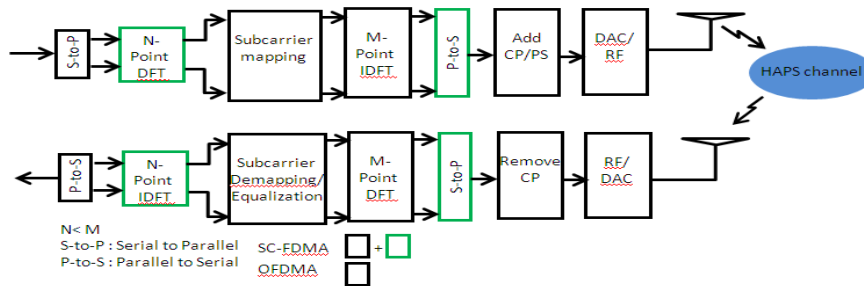 S-to-P
N-
Point
DFT
Subcarrier
mapping
M-
Point
IDFT
P-to-S
Add
CP/PS
DAC/
RF
HAPS channel
P-to-S
N-
Point
IDFT
Subcarrier
Demapping/
Equalization
M-
Point
DFT
S-to-P
Remove
CP
RF/
DAC
N< M
S-to-P : Serial to Parallel
P-to-S : Parallel to Serial
SC-FDMA
+
OFDMA